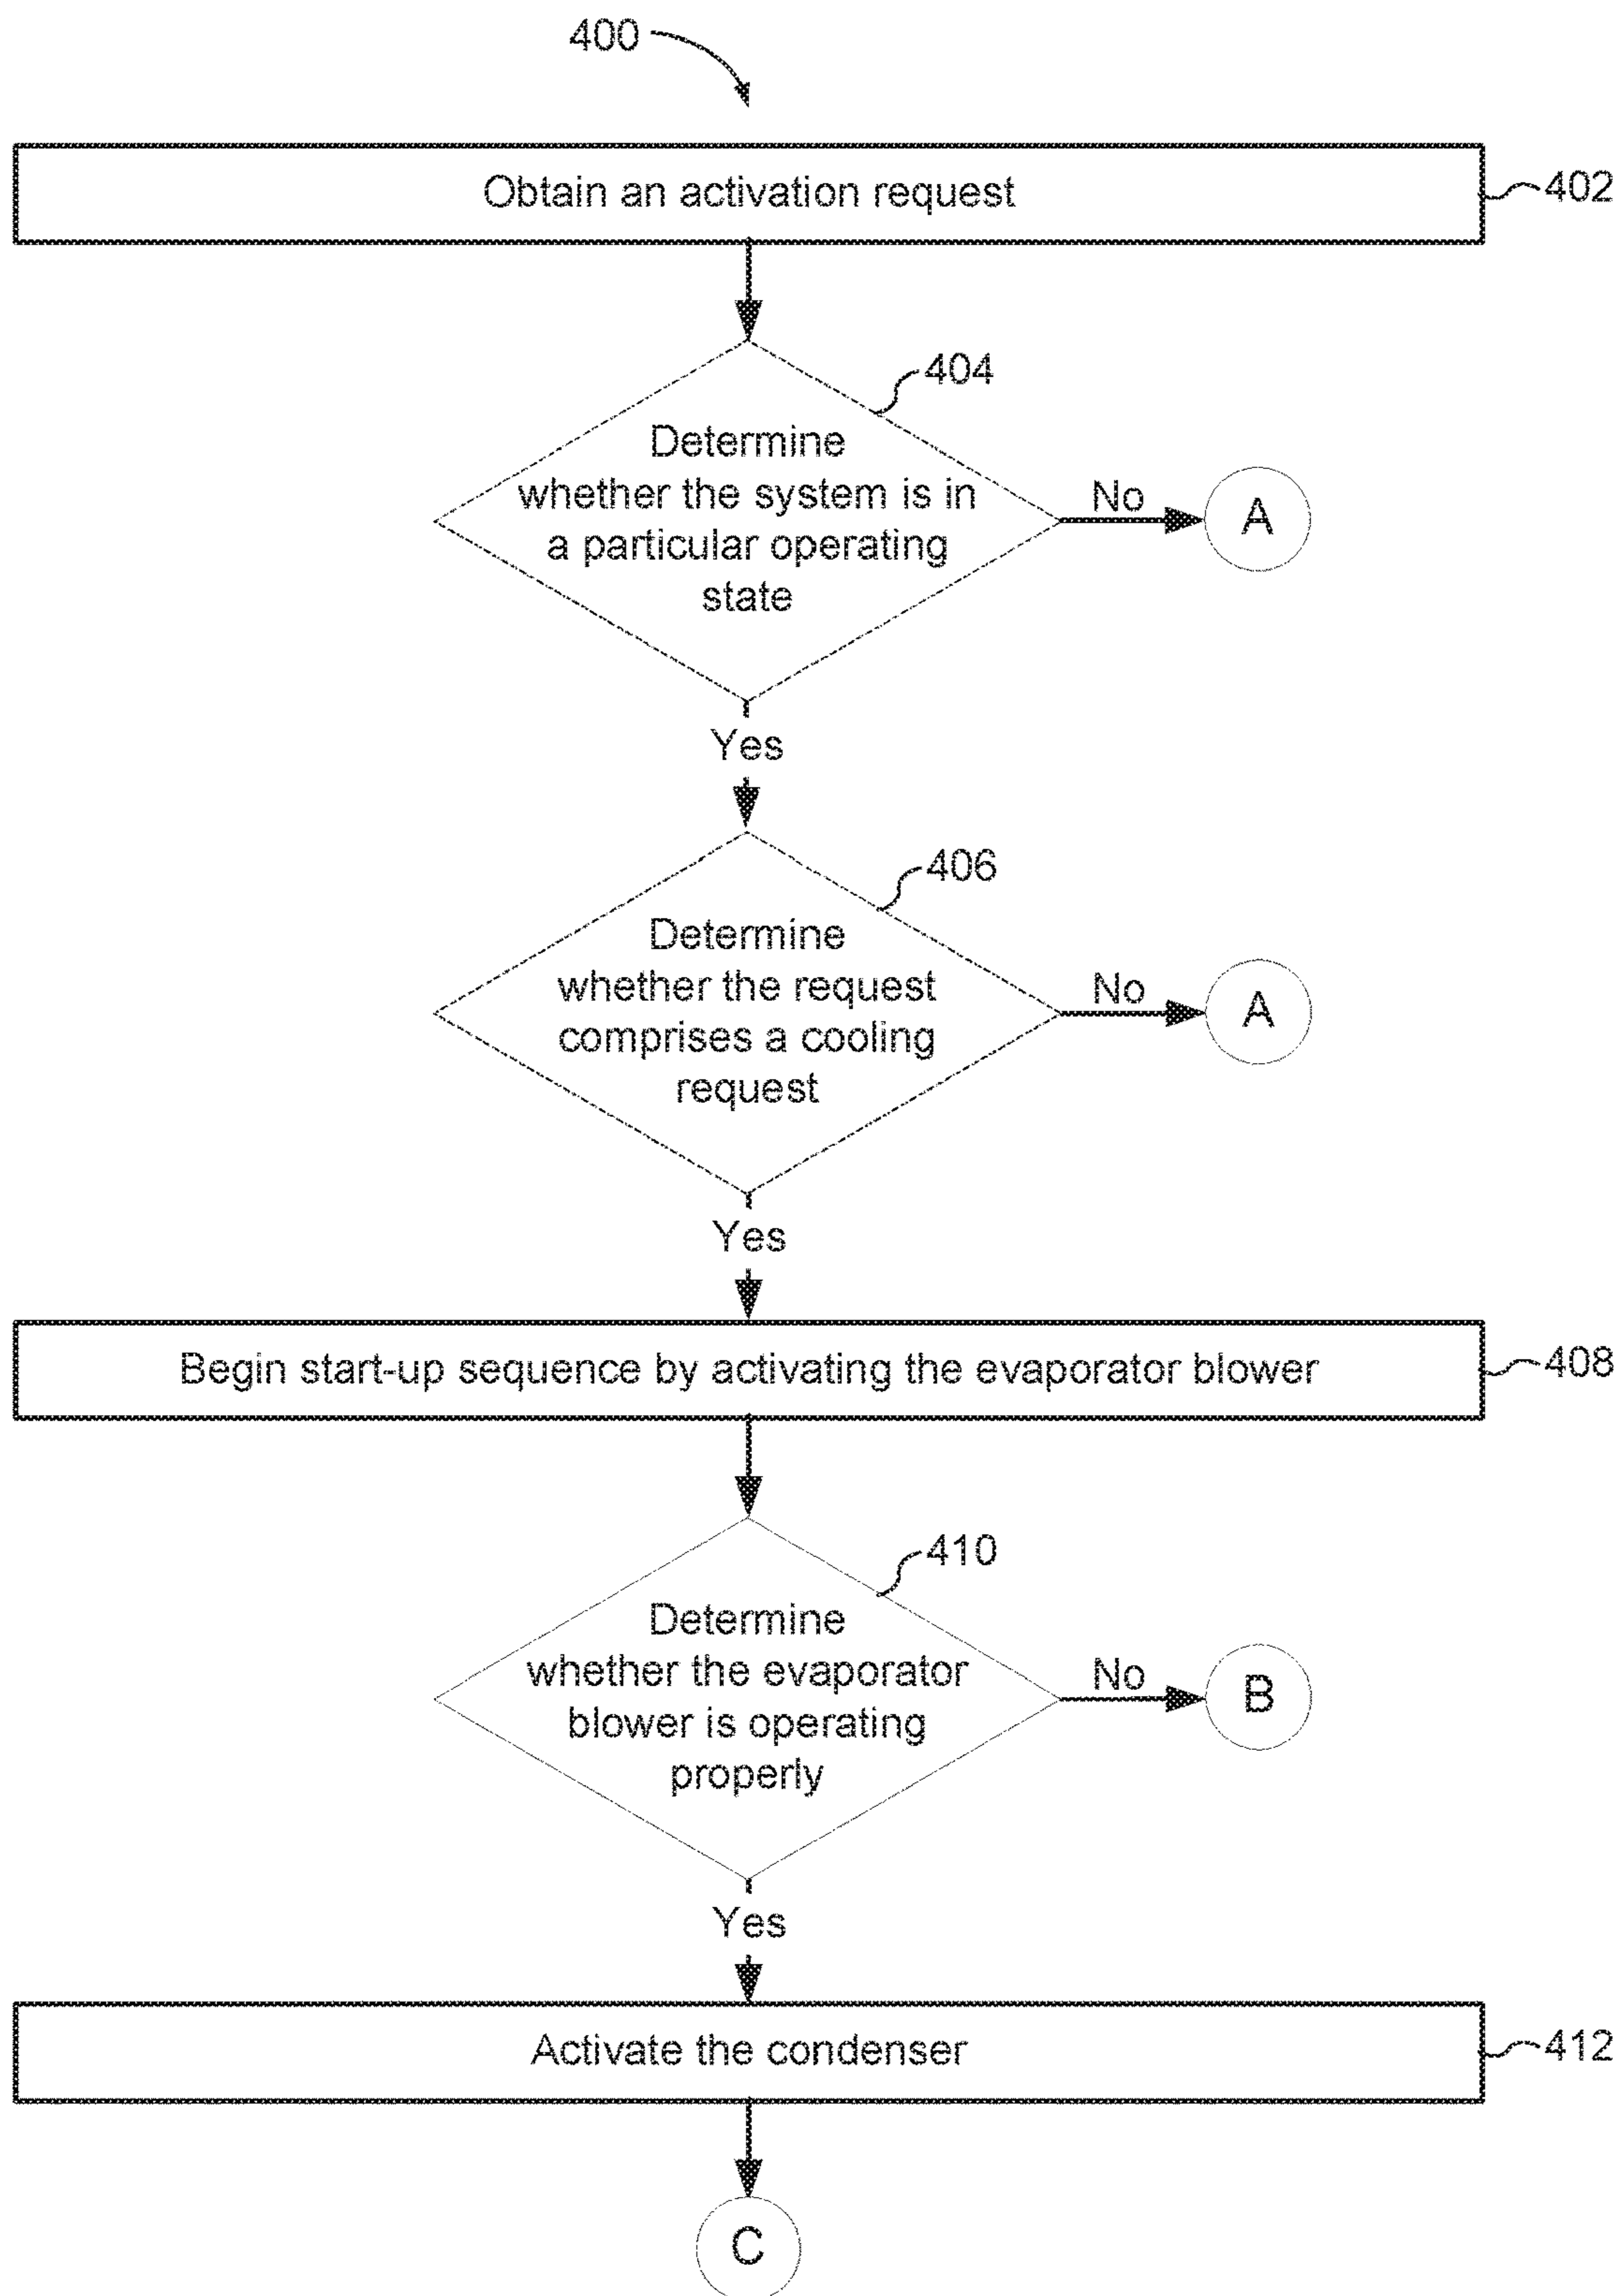 400
Obtain an activation request
402
404
Determine
whether the system is in
a particular operating
state
No
A
Yes
406
Determine
whether the request
comprises a cooling
request
No
A
Yes
Begin start-up sequence by activating the evaporator blower
408
410
Determine
whether the evaporator
blower is operating
properly
No
B
Yes
Activate the condenser
412
C